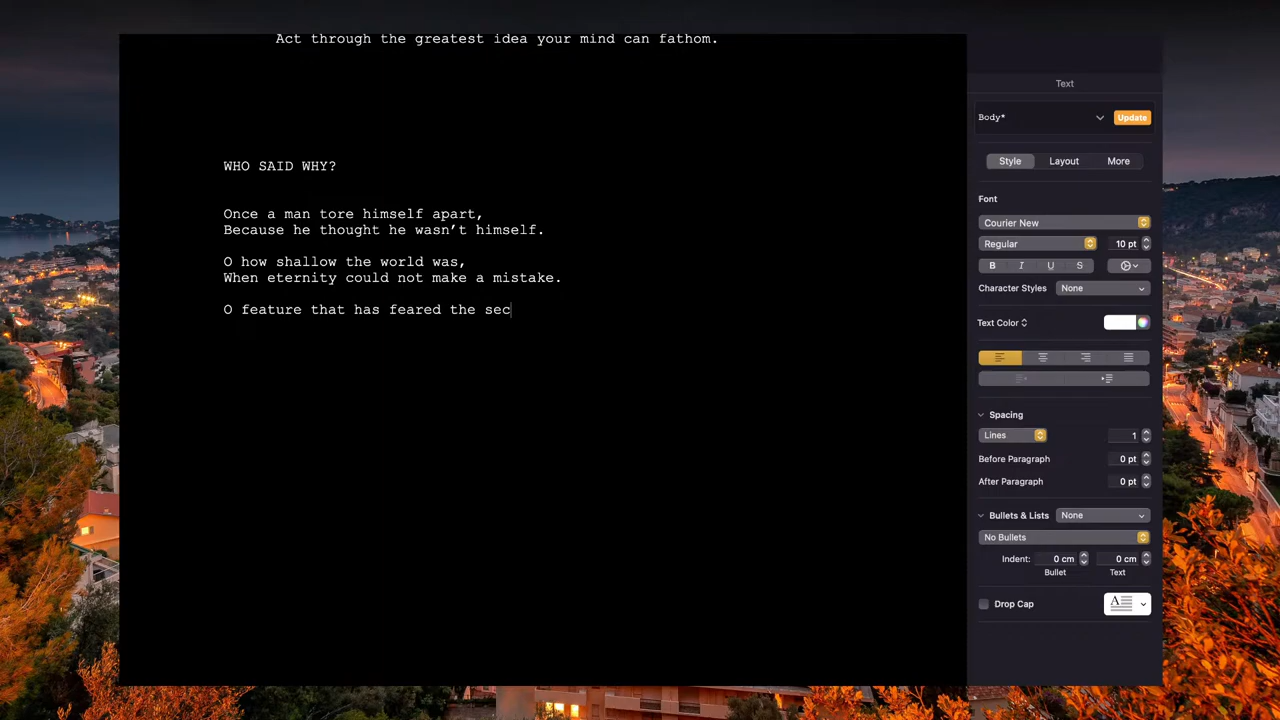 Act through the greatest idea your mind can fathom.
WHO SAID WHY?
Once a man tore himself apart,
Because he thought he wasn’t himself.
O how shallow the world was,
When eternity could not make a mistake.
O feature that has feared the sec
Text
Body*
Update
Style
Layout
More
Font
Courier New
Regular
10 pt
B I U S
Character Styles
None
Text Color
Spacing
Lines
1
Before Paragraph
0 pt
After Paragraph
0 pt
Bullets & Lists
None
No Bullets
Indent:
0 cm
0 cm
Bullet
Text
Drop Cap
A